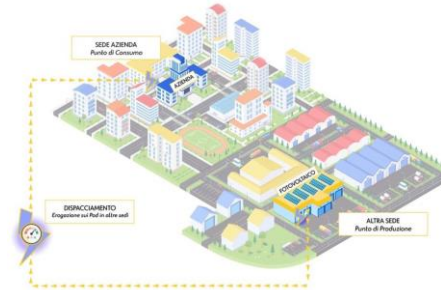 SEDE AZIENDA
Punto di Consumo
AZIENDA
FOTOVOLTAICO
DISPACCIAMENTO
Erogazione sui Pod in altre sedi
ALTRA SEDE
Punto di Produzione